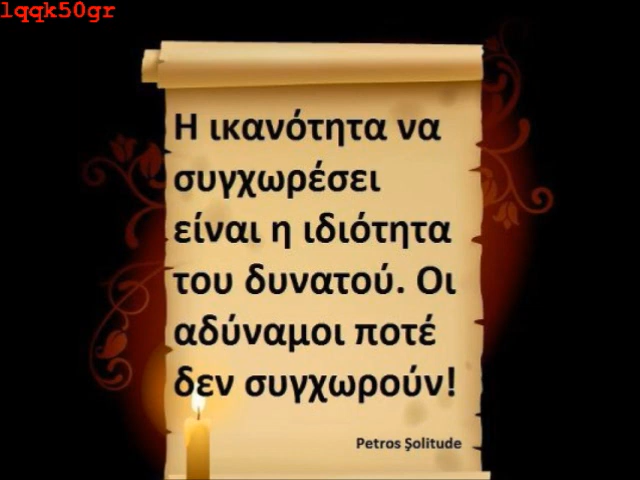 lqqk50gr
Η ικανότητα να
συγχωρέσει
είναι η ιδιότητα
του δυνατού. Οι
αδύναμοι ποτέ
δεν συγχωρούν!
Petros Şolitude